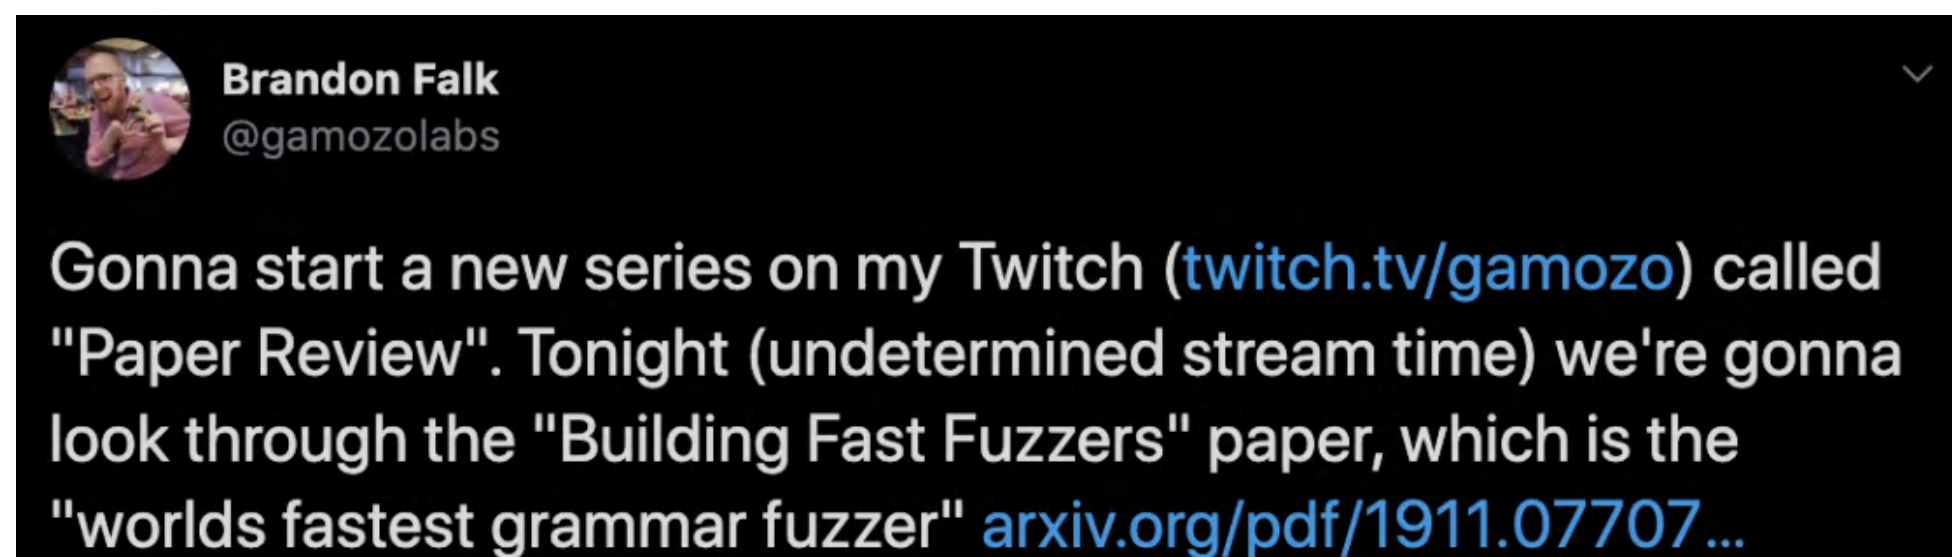 Brandon Falk
@gamozolabs
Gonna start a new series on my Twitch (twitch.tv/gamozo) called
"Paper Review". Tonight (undetermined stream time) we're gonna
look through the "Building Fast Fuzzers" paper, which is the
"worlds fastest grammar fuzzer" arxiv.org/pdf/1911.07707...